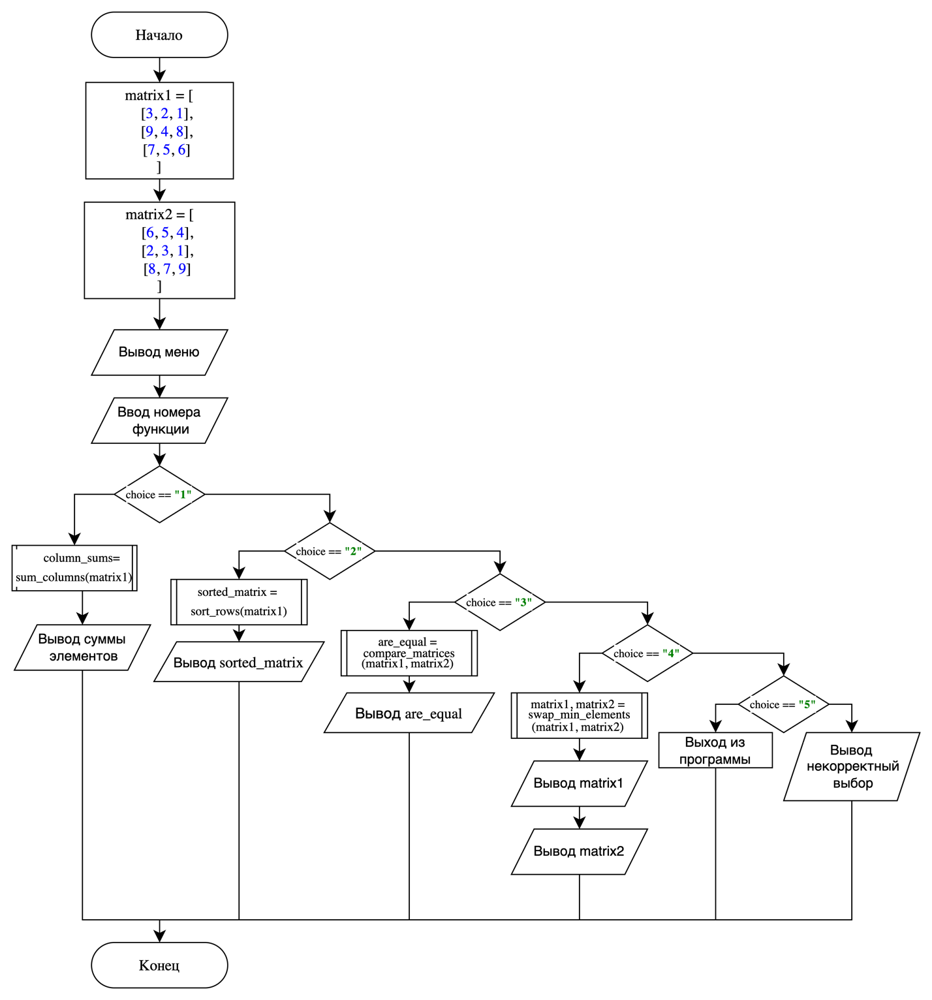 Начало
matrix1 = [
[3, 2, 1],
[9, 4, 8],
[7, 5, 6]
]
matrix2 = [
[6, 5, 4],
[2, 3, 1],
[8, 7, 9]
]
Вывод меню
Ввод номера
функции
choice == "1"
column_sums=
sum_columns(matrix1)
Вывод суммы
элементов
choice == "2"
sorted_matrix =
sort_rows(matrix1)
Вывод sorted_matrix
choice == "3"
are_equal =
compare_matrices
(matrix1, matrix2)
Вывод are_equal
choice == "4"
matrix1, matrix2 =
swap_min_elements
(matrix1, matrix2)
Вывод matrix1
Вывод matrix2
choice == "5"
Выход из
программы
Вывод
некорректный
выбор
Конец